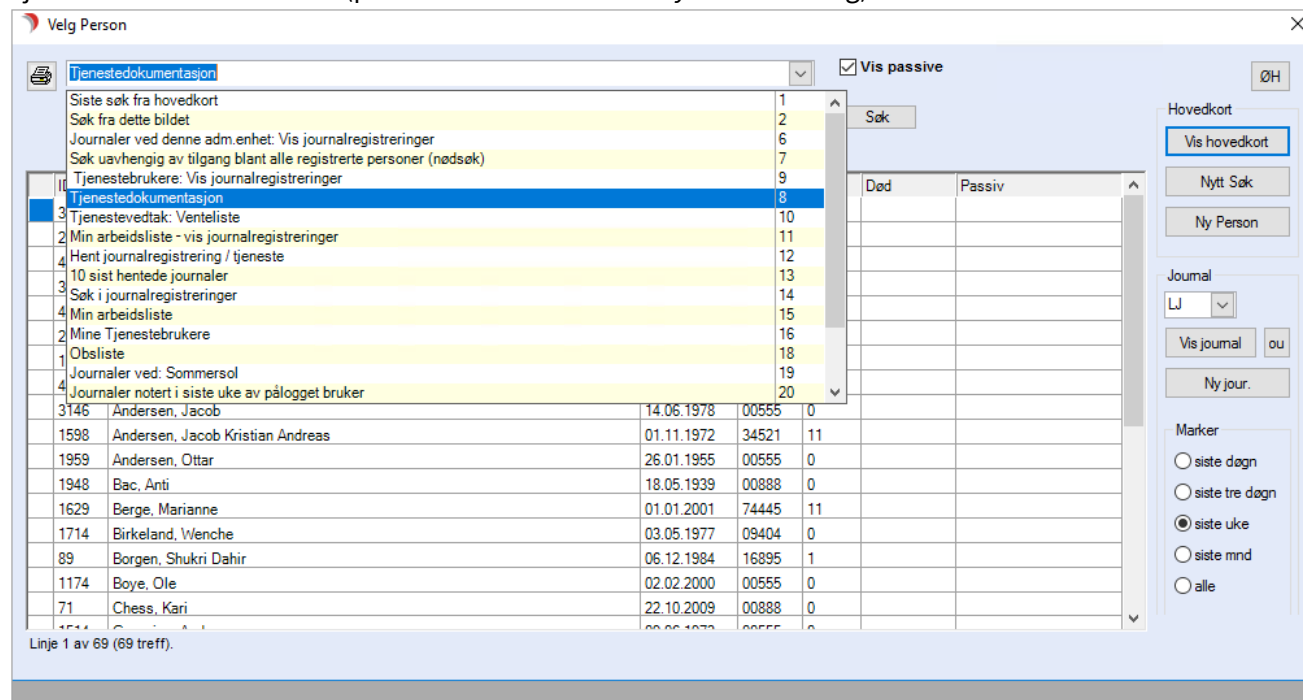 Velg Person
Tjenestedokumentasjon
Vis passive
ØH
Siste søk fra hovedkort 1
Søk fra dette bildet 2
Journaler ved denne adm.enhet: Vis journalregistreringer 6
Søk uavhengig av tilgang blant alle registrerte personer (nødsøk) 7
Tjenestebrukere: Vis journalregistreringer 9
Tjenestedokumentasjon 8
Tjenestevedtak: Venteliste 10
Min arbeidsliste - vis journalregistreringer 11
Hent journalregistrering / tjeneste 12
10 sist hentede journaler 13
Søk i journalregistreringer 14
Min arbeidsliste 15
Mine Tjenestebrukere 16
Obsliste 18
Journaler ved: Sommersol 19
Journaler notert i siste uke av pålogget bruker 20
Søk
Død Passiv
3146 Andersen, Jacob 14.06.1978 00555 0
1598 Andersen, Jacob Kristian Andreas 01.11.1972 34521 11
1959 Andersen, Ottar 26.01.1955 00555 0
1948 Bac, Anti 18.05.1939 00888 0
1629 Berge, Marianne 01.01.2001 74445 11
1714 Birkeland, Wenche 03.05.1977 09404 0
89 Borgen, Shukri Dahir 06.12.1984 16895 1
1174 Boye, Ole 02.02.2000 00555 0
71 Chess, Kari 22.10.2009 00888 0
Linje 1 av 69 (69 treff).
Hovedkort
Vis hovedkort
Nytt Søk
Ny Person
Journal
LJ
Vis journal ou
Ny jour.
Marker
siste døgn
siste tre døgn
siste uke
siste mnd
alle